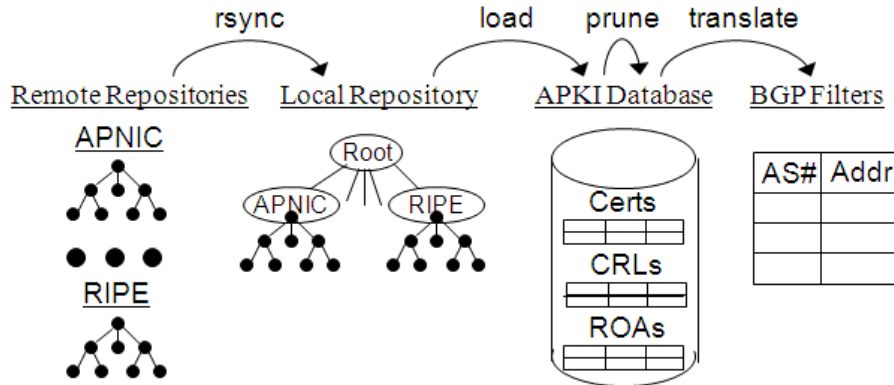 rsync load prune translate
Remote Repositories Local Repository APKI Database BGP Filters
APNIC
RIPE
Root
APNIC RIPE
Certs
CRLs
ROAs
AS# Addr